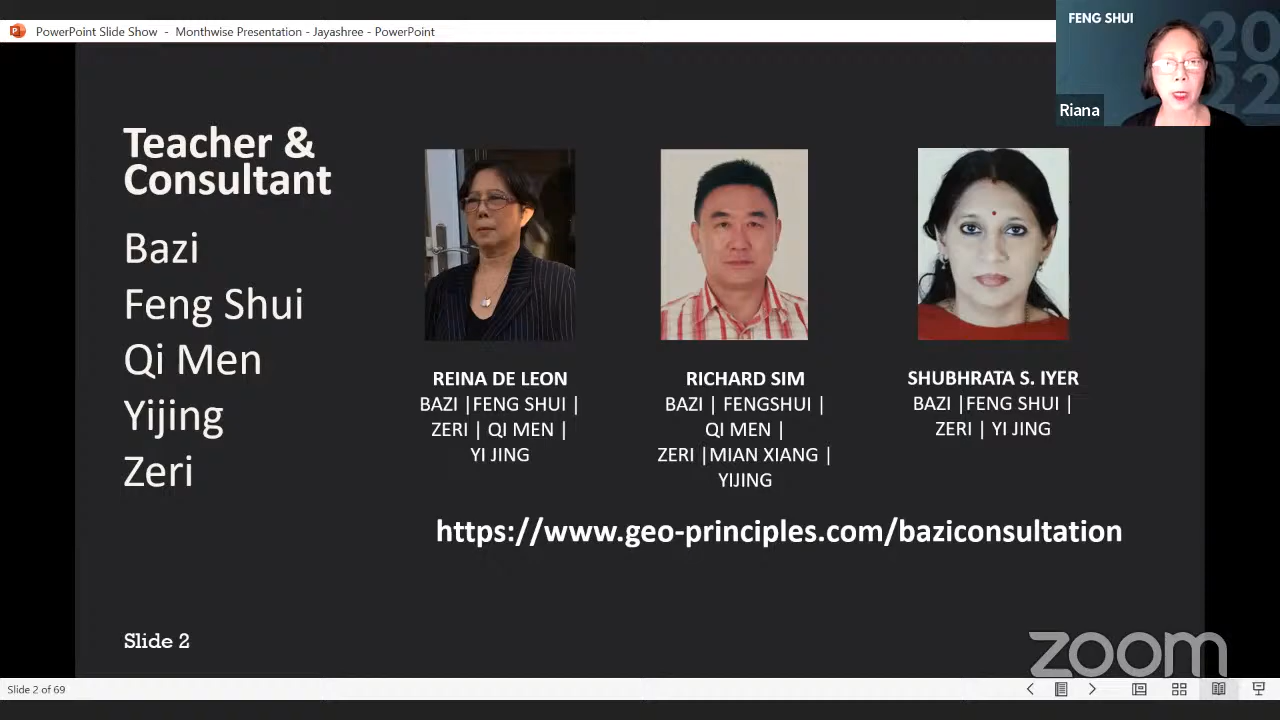 PowerPoint Slide Show - Monthwise Presentation - Jayashree - PowerPoint
FENG SHUI
2022
Riana
Teacher &
Consultant
Bazi
Feng Shui
Qi Men
Yijing
Zeri
REINA DE LEON
BAZI |FENG SHUI |
ZERI | QI MEN |
YI JING
RICHARD SIM
BAZI | FENGSHUI |
QI MEN |
ZERI |MIAN XIANG |
YIJING
SHUBHRATA S. IYER
BAZI |FENG SHUI |
ZERI | YI JING
https://www.geo-principles.com/baziconsultation
Slide 2
zoom
Slide 2 of 69